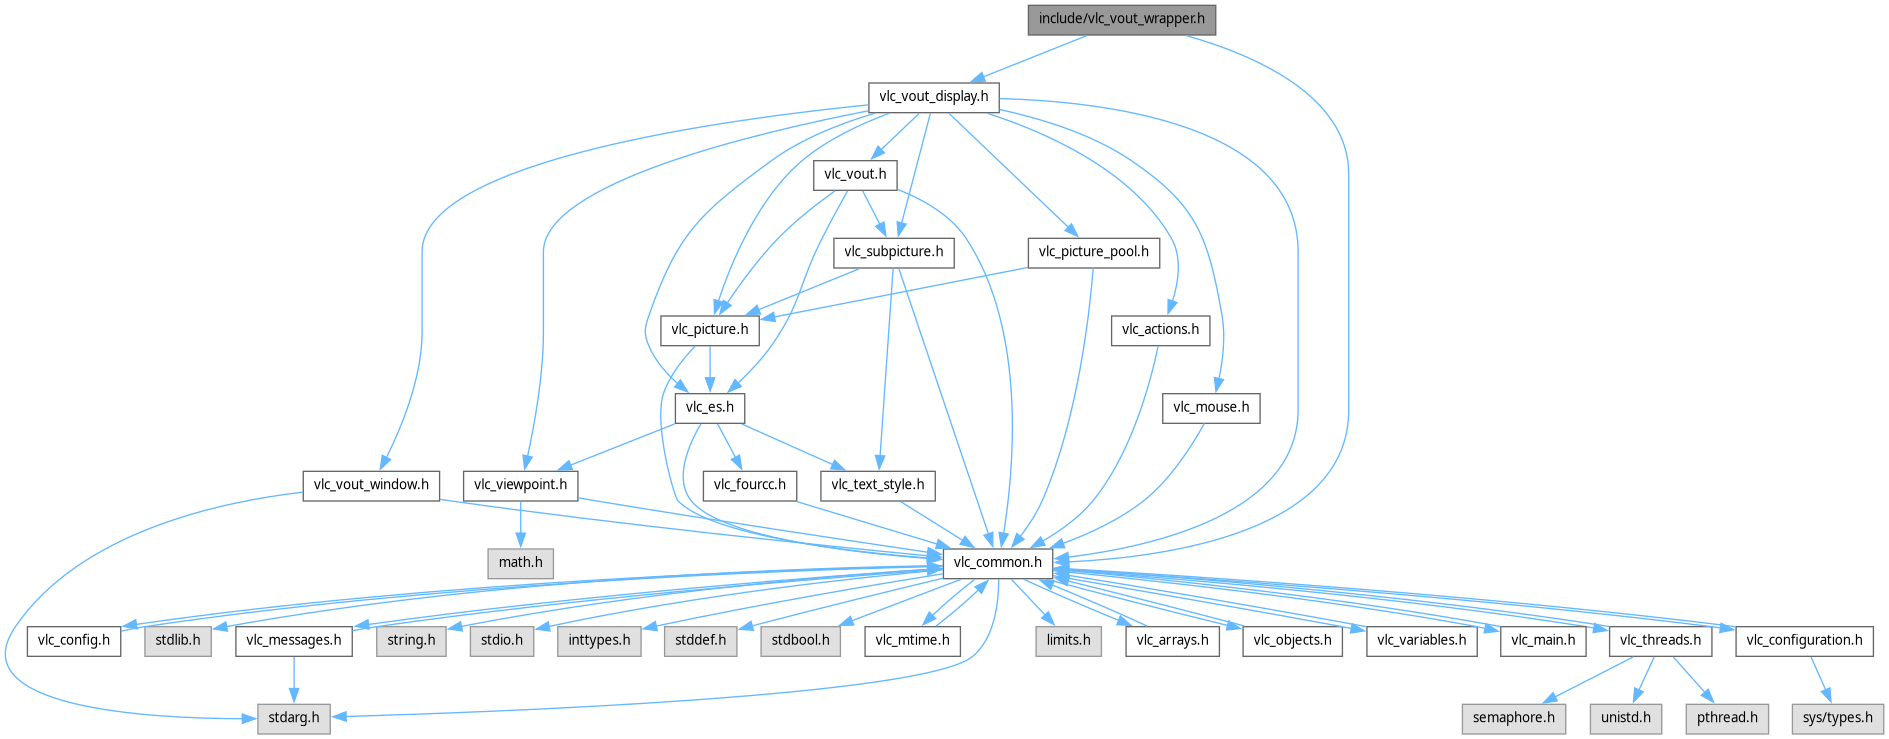 include/vlc_vout_wrapper.h
vlc_vout_display.h
vlc_vout.h
vlc_subpicture.h
vlc_picture_pool.h
vlc_picture.h
vlc_actions.h
vlc_es.h
vlc_mouse.h
vlc_vout_window.h
vlc_viewpoint.h
vlc_fourcc.h
vlc_text_style.h
math.h
vlc_common.h
vlc_config.h
stdlib.h
vlc_messages.h
string.h
stdio.h
inttypes.h
stddef.h
stdbool.h
vlc_mtime.h
limits.h
vlc_arrays.h
vlc_objects.h
vlc_variables.h
vlc_main.h
vlc_threads.h
vlc_configuration.h
stdarg.h
semaphore.h
unistd.h
pthread.h
sys/types.h